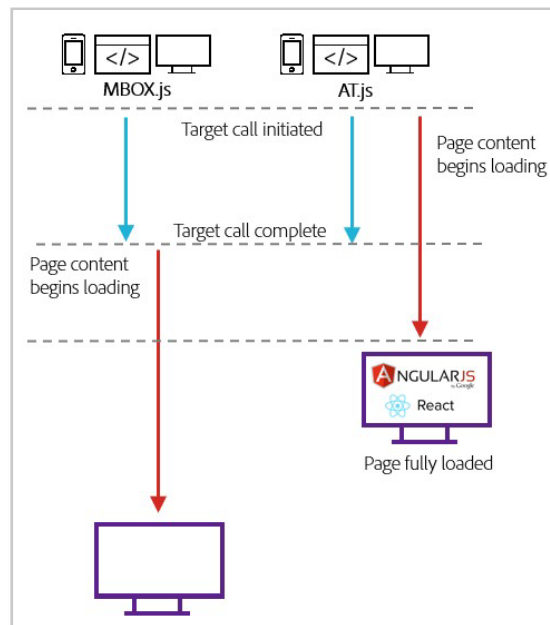 </> </>
MBOX.js AT.js
Target call initiated
Page content
begins loading
Target call complete
Page content
begins loading
ANGULARJS
by Google
React
Page fully loaded